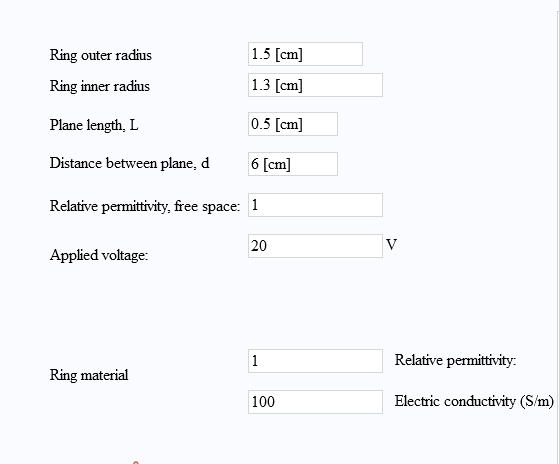 Ring outer radius 1.5 [cm]
Ring inner radius 1.3 [cm]
Plane length, L 0.5 [cm]
Distance between plane, d 6 [cm]
Relative permittivity, free space: 1
Applied voltage: 20 V
1 Relative permittivity:
Ring material
100 Electric conductivity (S/m)